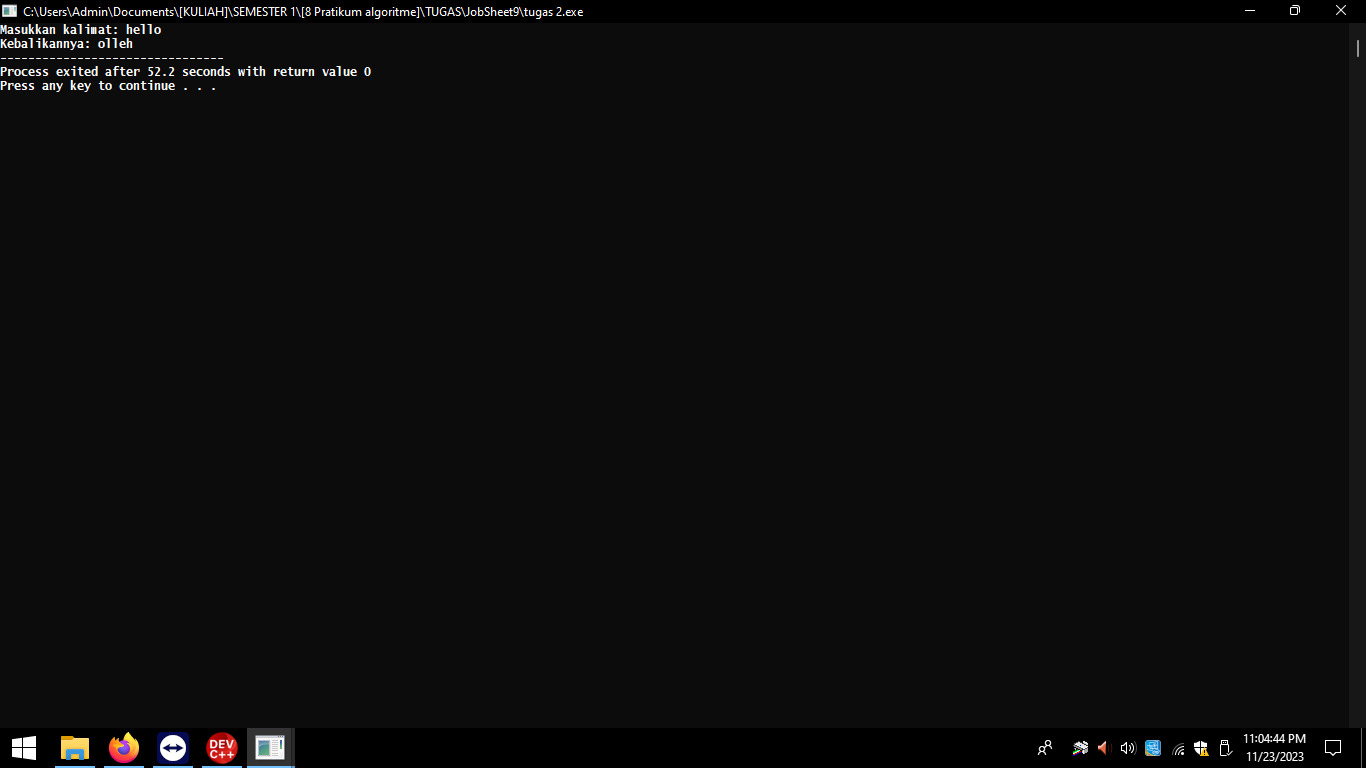 C:\Users\Admin\Documents\[KULIAH]\SEMESTER 1\[8 Pratikum algoritme]\TUGAS\JobSheet9\tugas 2.exe
Masukkan kalimat: hello
Kebalikannya: olleh
--------------------------------
Process exited after 52.2 seconds with return value 0
Press any key to continue . . .
DEV
C++
11:04:44 PM
11/23/2023